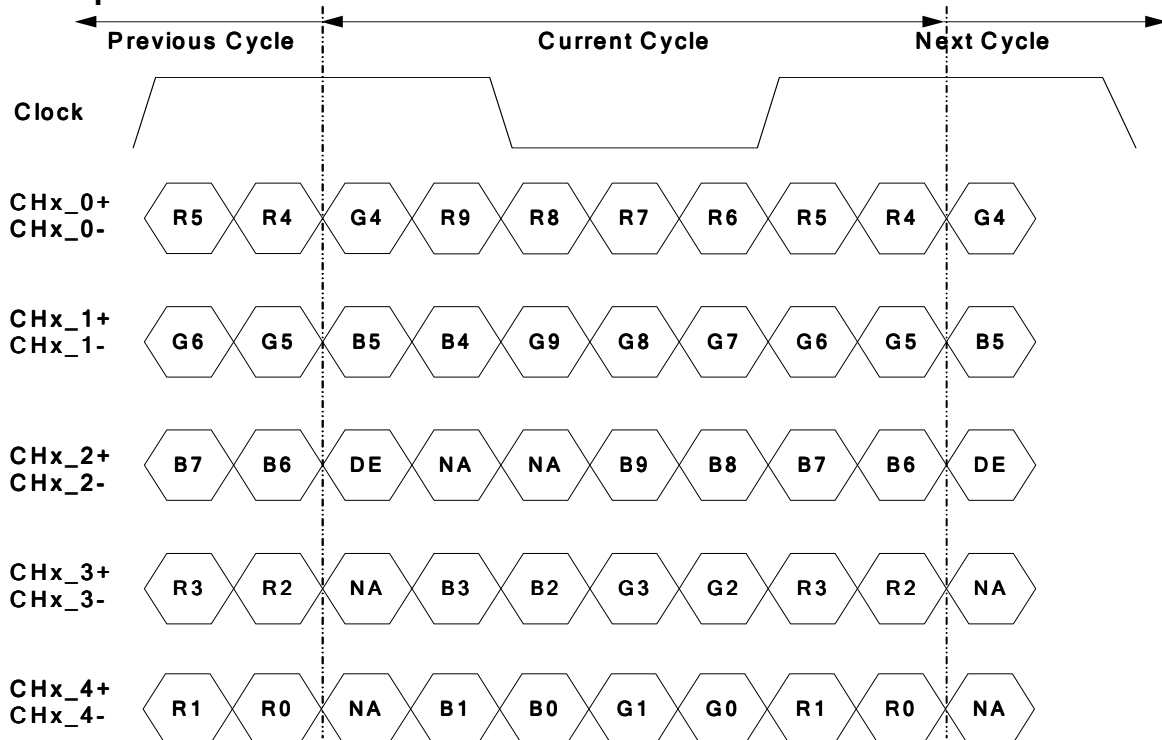 Previous Cycle Current Cycle Next Cycle
Clock
CHx_0+
CHx_0-
R5 R4 G4 R9 R8 R7 R6 R5 R4 G4
CHx_1+
CHx_1-
G6 G5 B5 B4 G9 G8 G7 G6 G5 B5
CHx_2+
CHx_2-
B7 B6 DE NA NA B9 B8 B7 B6 DE
CHx_3+
CHx_3-
R3 R2 NA B3 B2 G3 G2 R3 R2 NA
CHx_4+
CHx_4-
R1 R0 NA B1 B0 G1 G0 R1 R0 NA